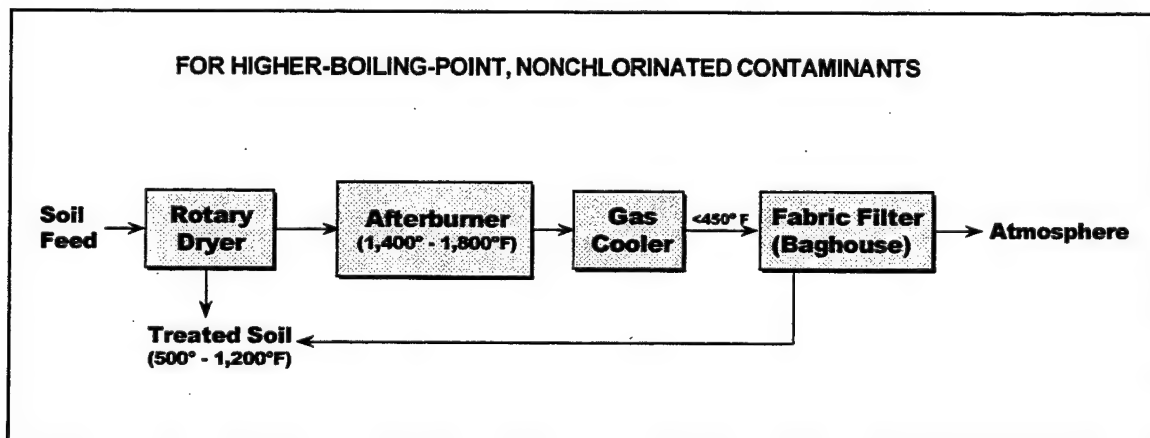 FOR HIGHER-BOILING-POINT, NONCHLORINATED CONTAMINANTS
Soil
Feed
Rotary
Dryer
Afterburner
(1,400° - 1,800°F)
Gas
Cooler
<450° F
Fabric Filter
(Baghouse)
Atmosphere
Treated Soil
(500° - 1,200°F)